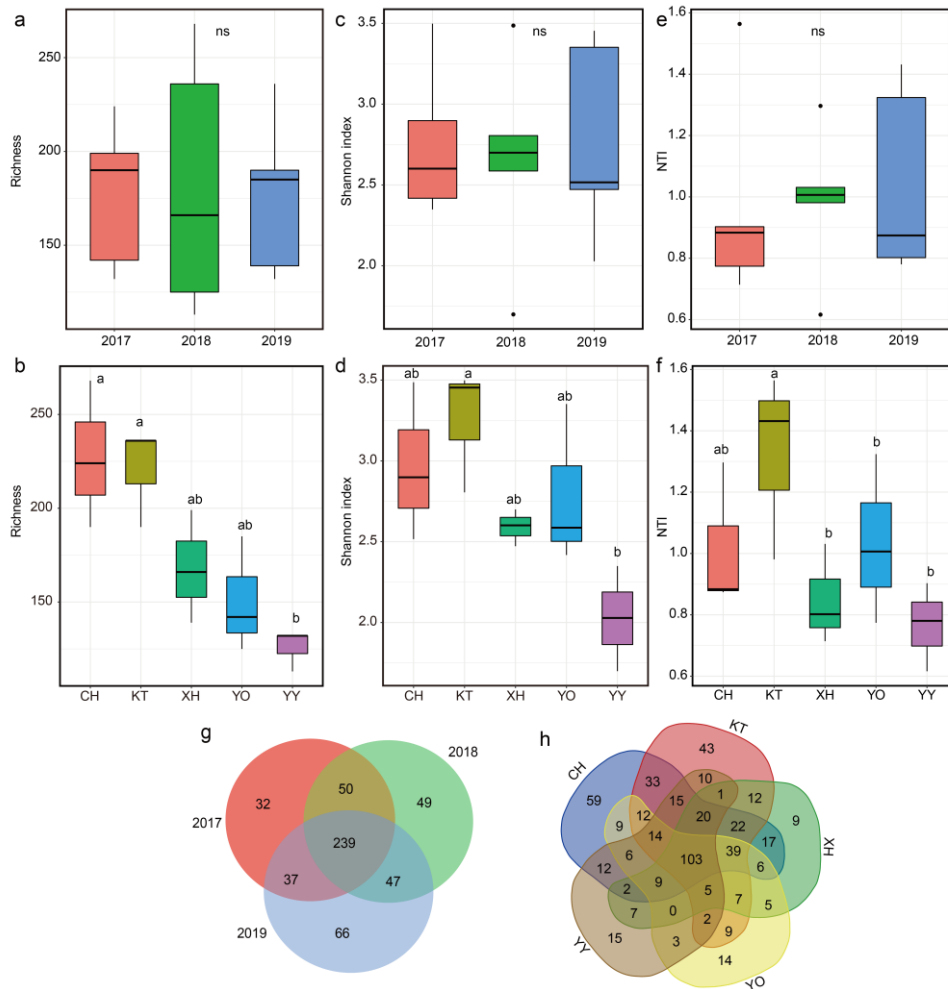 a
ns
Richness
250
200
150
2017
2018
2019
c
ns
Shannon index
3.5
3.0
2.5
2.0
2017
2018
2019
e
ns
NTI
1.6
1.4
1.2
1.0
0.8
0.6
2017
2018
2019
b
Richness
250
200
150
a
a
ab
ab
b
CH
KT
XH
YO
YY
d
Shannon index
3.5
3.0
2.5
2.0
ab
a
ab
ab
b
CH
KT
XH
YO
YY
f
NTI
1.6
1.4
1.2
1.0
0.8
0.6
ab
a
b
b
b
CH
KT
XH
YO
YY
g
2017
2018
2019
32
50
49
239
37
47
66
h
CH
KT
XH
YO
YY
43
33
10
1
12
59
15
9
12
20
22
9
14
17
6
103
39
6
12
9
2
5
7
5
7
0
2
15
3
9
14